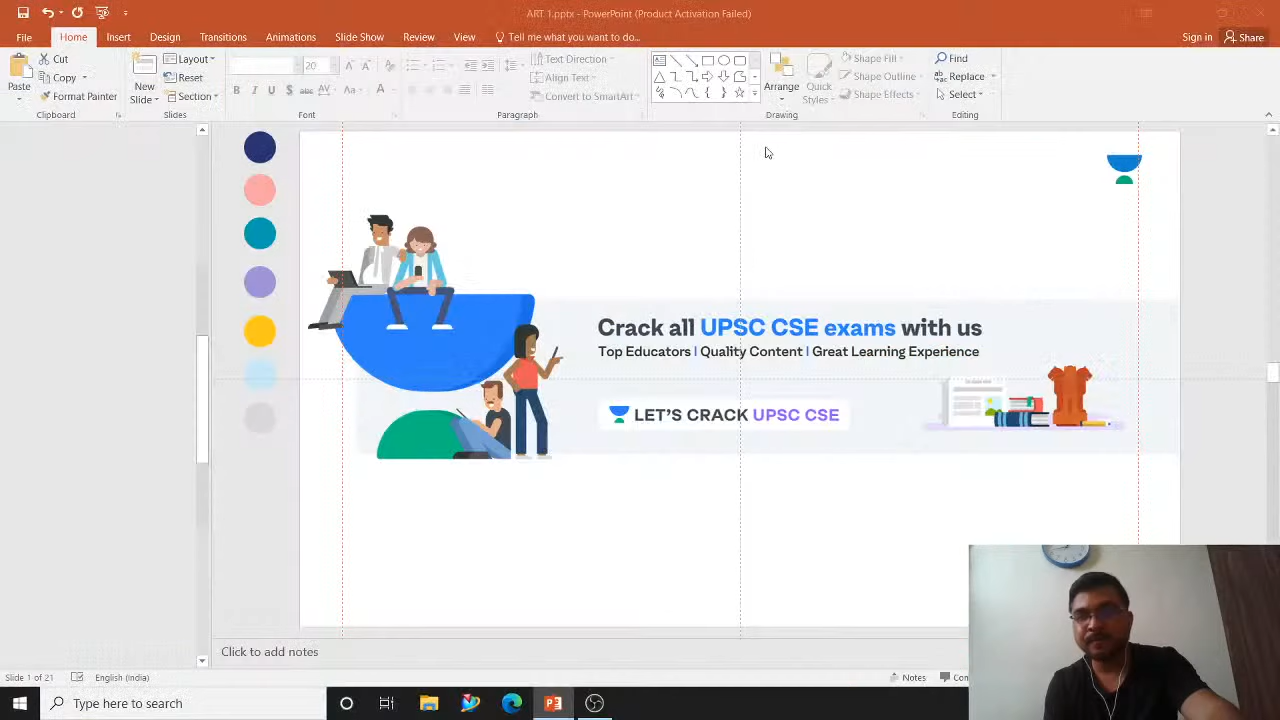 ART 1.pptx - PowerPoint (Product Activation Failed)
File Home Insert Design Transitions Animations Slide Show Review View Tell me what you want to do... Sign in Share
Paste
Cut
Copy
Format Painter
Clipboard
New
Slide
Layout
Reset
Section
Slides
20
B I U S abc AV Aa A
Font
Text Direction
Align Text
Convert to SmartArt
Paragraph
Arrange
Quick
Styles
Shape Fill
Shape Outline
Shape Effects
Drawing
Find
Replace
Select
Editing
Crack all UPSC CSE exams with us
Top Educators I Quality Content I Great Learning Experience
LET'S CRACK UPSC CSE
Click to add notes
Slide 1 of 21 English (India) Notes
Type here to search